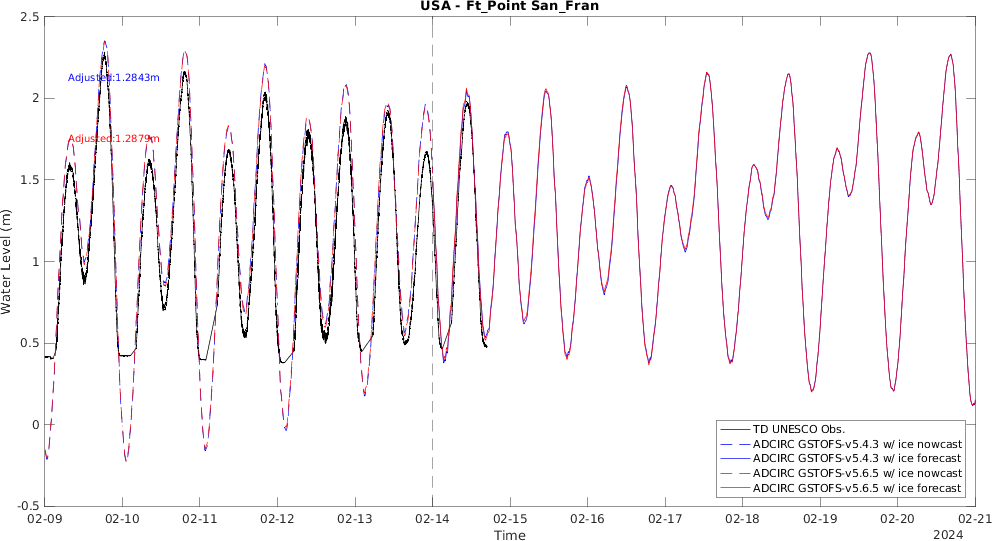 USA - Ft_Point San_Fran
2.5
2
1.5
1
0.5
0
-0.5
Water Level (m)
Adjusted:1.2843m
Adjusted:1.2879m
TD UNESCO Obs.
ADCIRC GSTOFS-v5.4.3 w/ ice nowcast
ADCIRC GSTOFS-v5.4.3 w/ ice forecast
ADCIRC GSTOFS-v5.6.5 w/ ice nowcast
ADCIRC GSTOFS-v5.6.5 w/ ice forecast
02-09 02-10 02-11 02-12 02-13 02-14 02-15 02-16 02-17 02-18 02-19 02-20 02-21
Time
2024